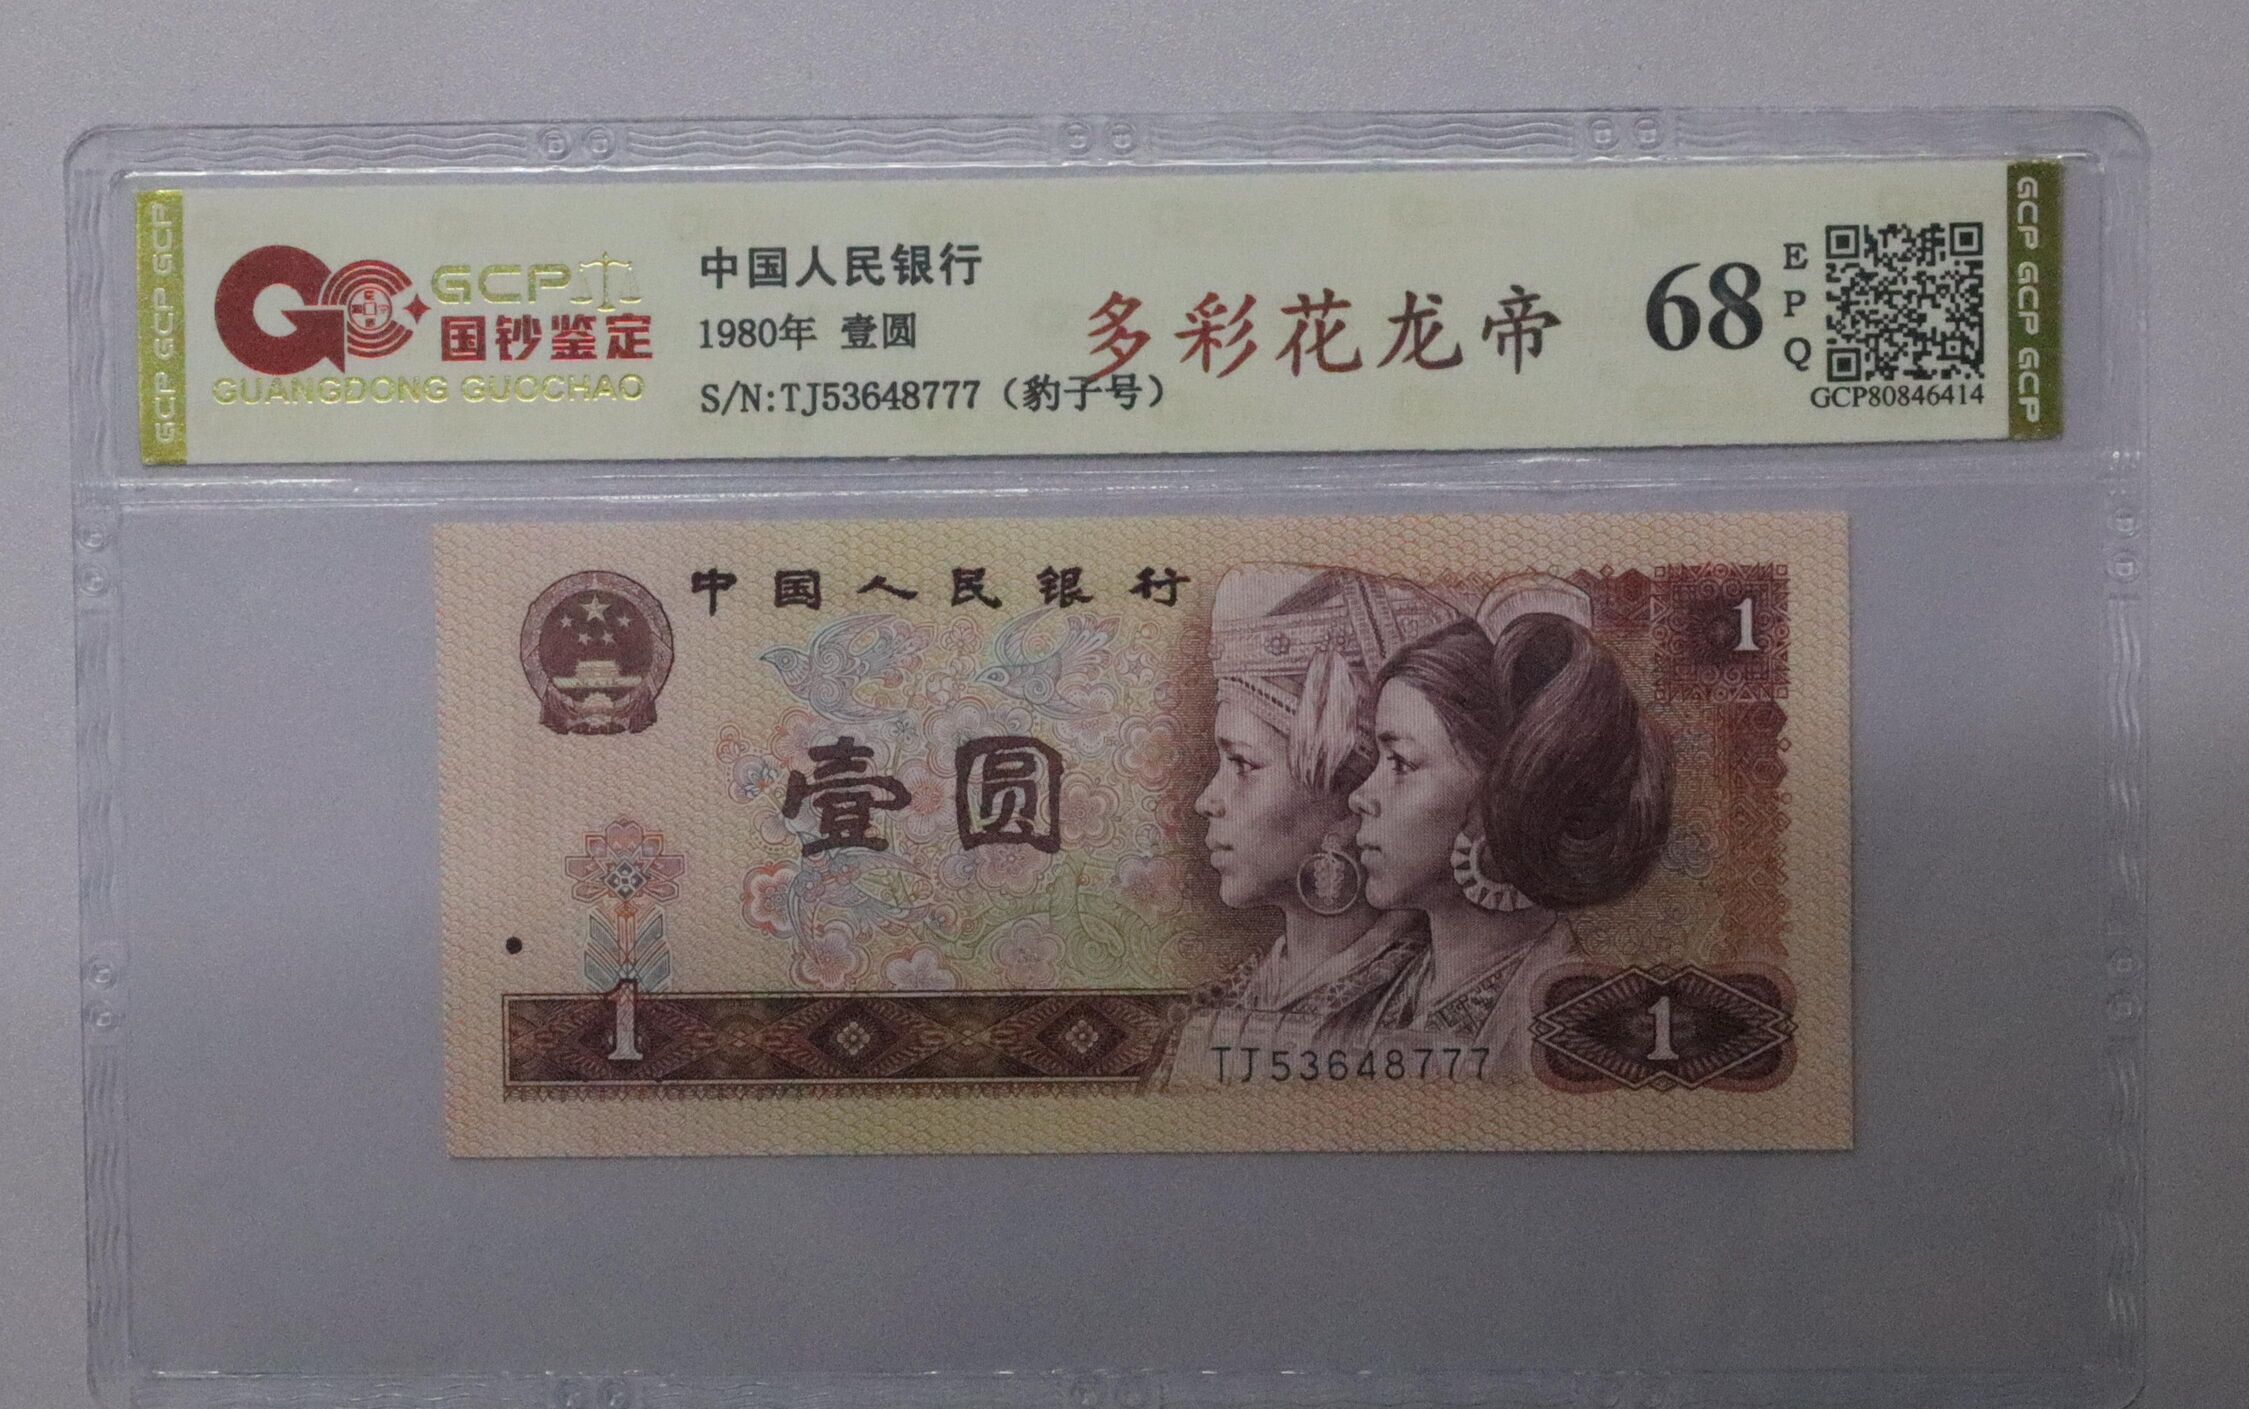 GCP GCP GCP
GCP
国钞鉴定
GUANGDONG GUOCHAO
中国人民银行
1980年 壹圆
S/N:TJ53648777（豹子号）
多彩花龙帝
68
EPQ
GCP80846414
GCP GCP GCP
中国人民银行
1
壹圆
1
TJ53648777
1